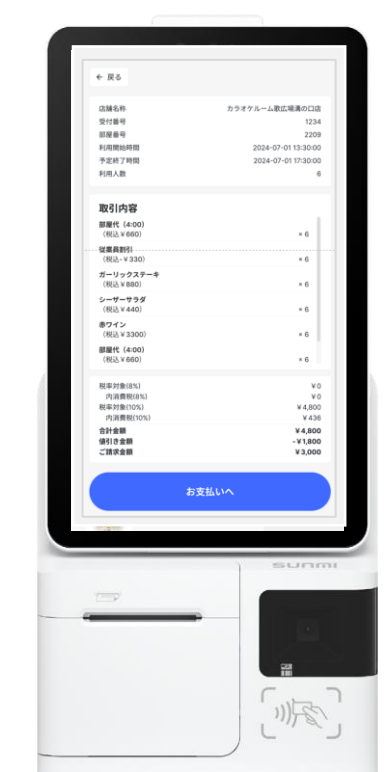 ← 戻る
店舗名称 カラオケルーム歌広場溝の口店
受付番号 1234
部屋番号 2209
利用開始時間 2024-07-01 13:30:00
予定終了時間 2024-07-01 17:30:00
利用人数 6
取引内容
部屋代（4:00）
（税込￥660） × 6
従業員割引
（税込-￥330） × 6
ガーリックステーキ
（税込￥880） × 6
シーザーサラダ
（税込￥440） × 6
赤ワイン
（税込￥3300） × 6
部屋代（4:00）
（税込￥660） × 6
税率対象(8%) ￥0
内消費税(8%) ￥0
税率対象(10%) ￥4,800
内消費税(10%) ￥436
合計金額 ￥4,800
値引き金額 -￥1,800
ご請求金額 ￥3,000
お支払いへ
SUNMI